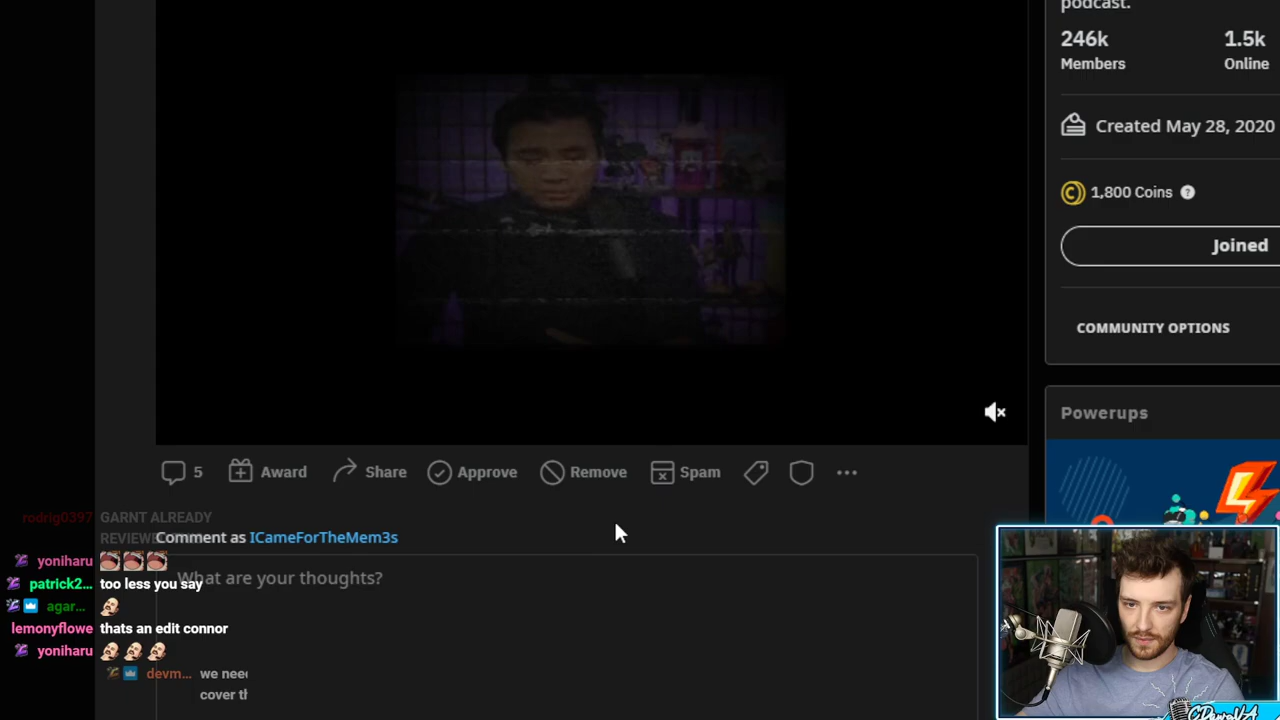 podcast.
246k
1.5k
Members
Online
Created May 28, 2020
1,800 Coins
Joined
COMMUNITY OPTIONS
Powerups
5
Award
Share
Approve
Remove
Spam
Comment as ICameForTheMem3s
What are your thoughts?
rodrig0397 GARNT ALREADY
REVIEWE
yoniharu
patrick2... too less you say
agar...
lemonyflowe thats an edit connor
yoniharu
devm... we nee
cover th
CDawgVA